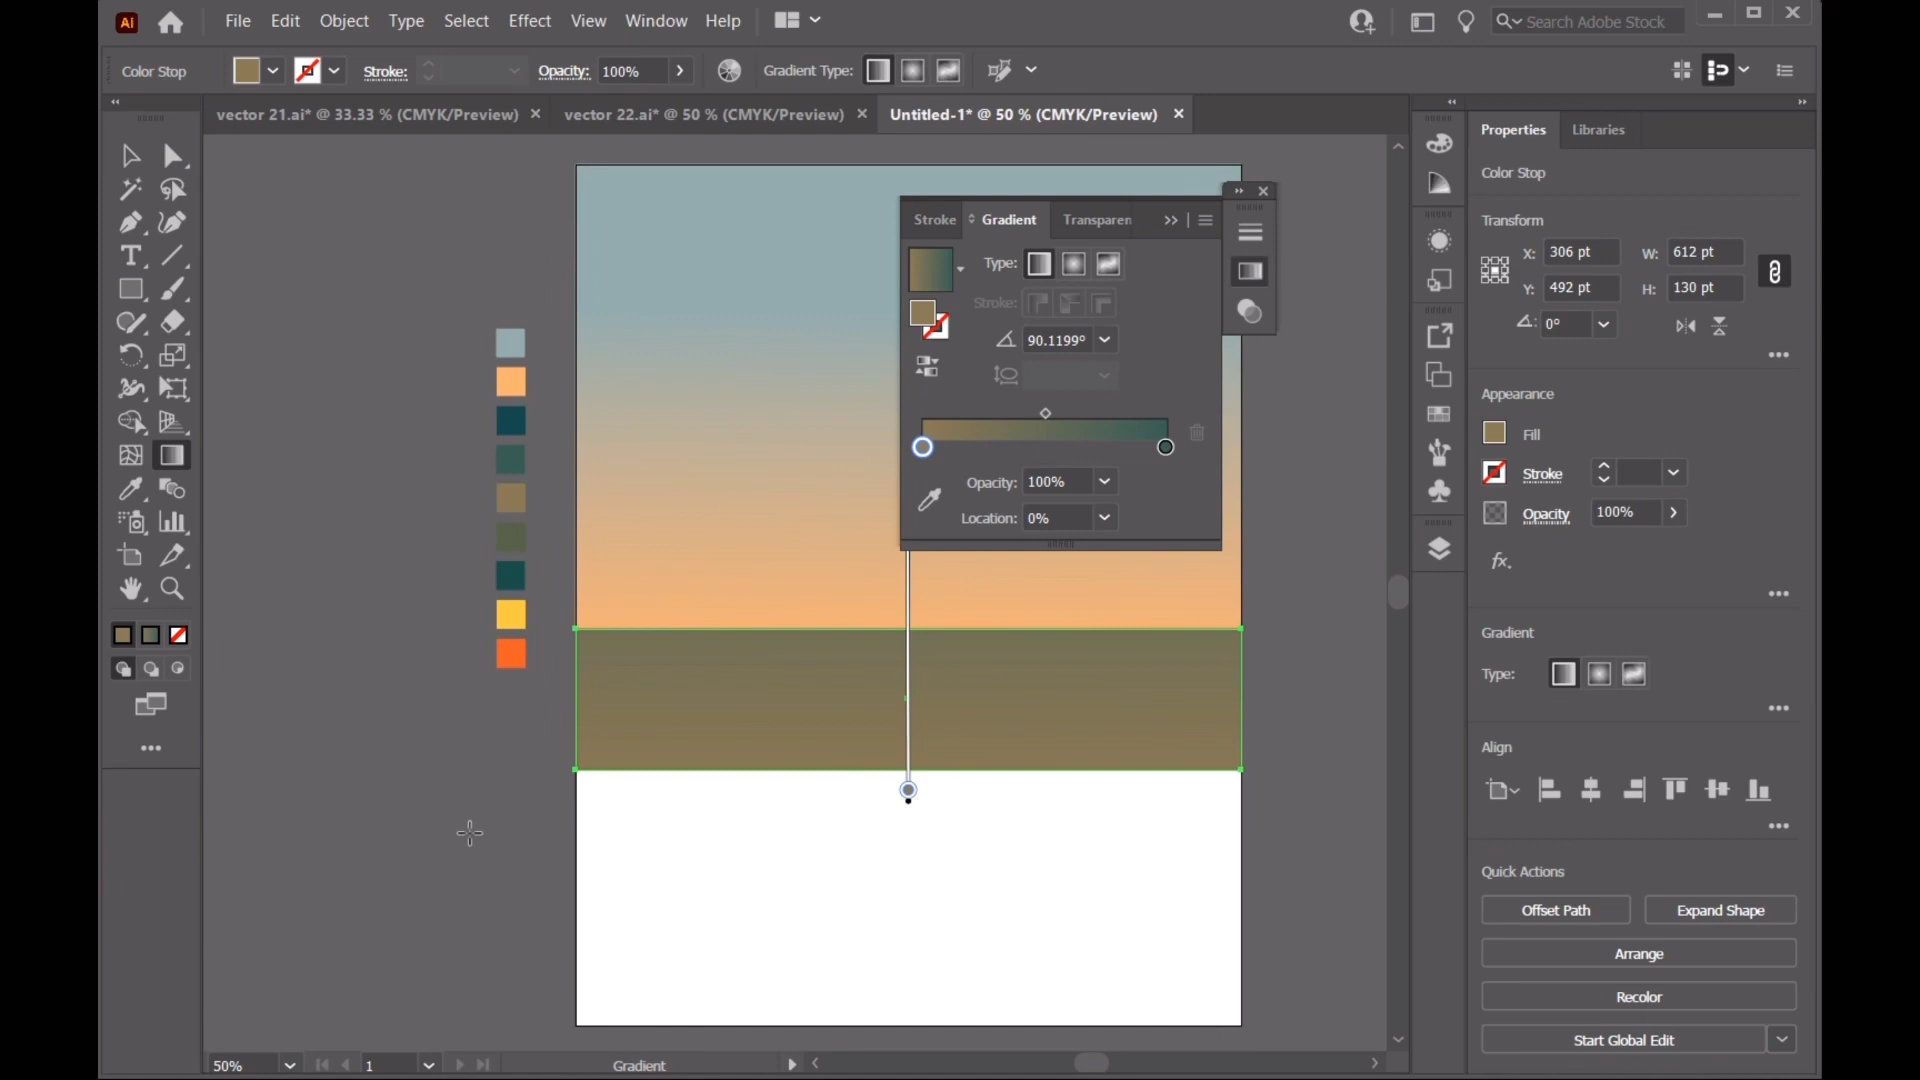 Ai File Edit Object Type Select Effect View Window Help Search Adobe Stock
Color Stop Stroke: Opacity: 100% Gradient Type:
vector 21.ai* @ 33.33 % (CMYK/Preview) vector 22.ai* @ 50 % (CMYK/Preview) Untitled-1* @ 50 % (CMYK/Preview)
Stroke Gradient Transparen
Type:
Stroke:
90.1199°
Opacity: 100%
Location: 0%
Properties Libraries
Color Stop
Transform
X: 306 pt W: 612 pt
Y: 492 pt H: 130 pt
0°
Appearance
Fill
Stroke
Opacity 100%
fx.
Gradient
Type:
Align
Quick Actions
Offset Path Expand Shape
Arrange
Recolor
Start Global Edit
50% 1 Gradient